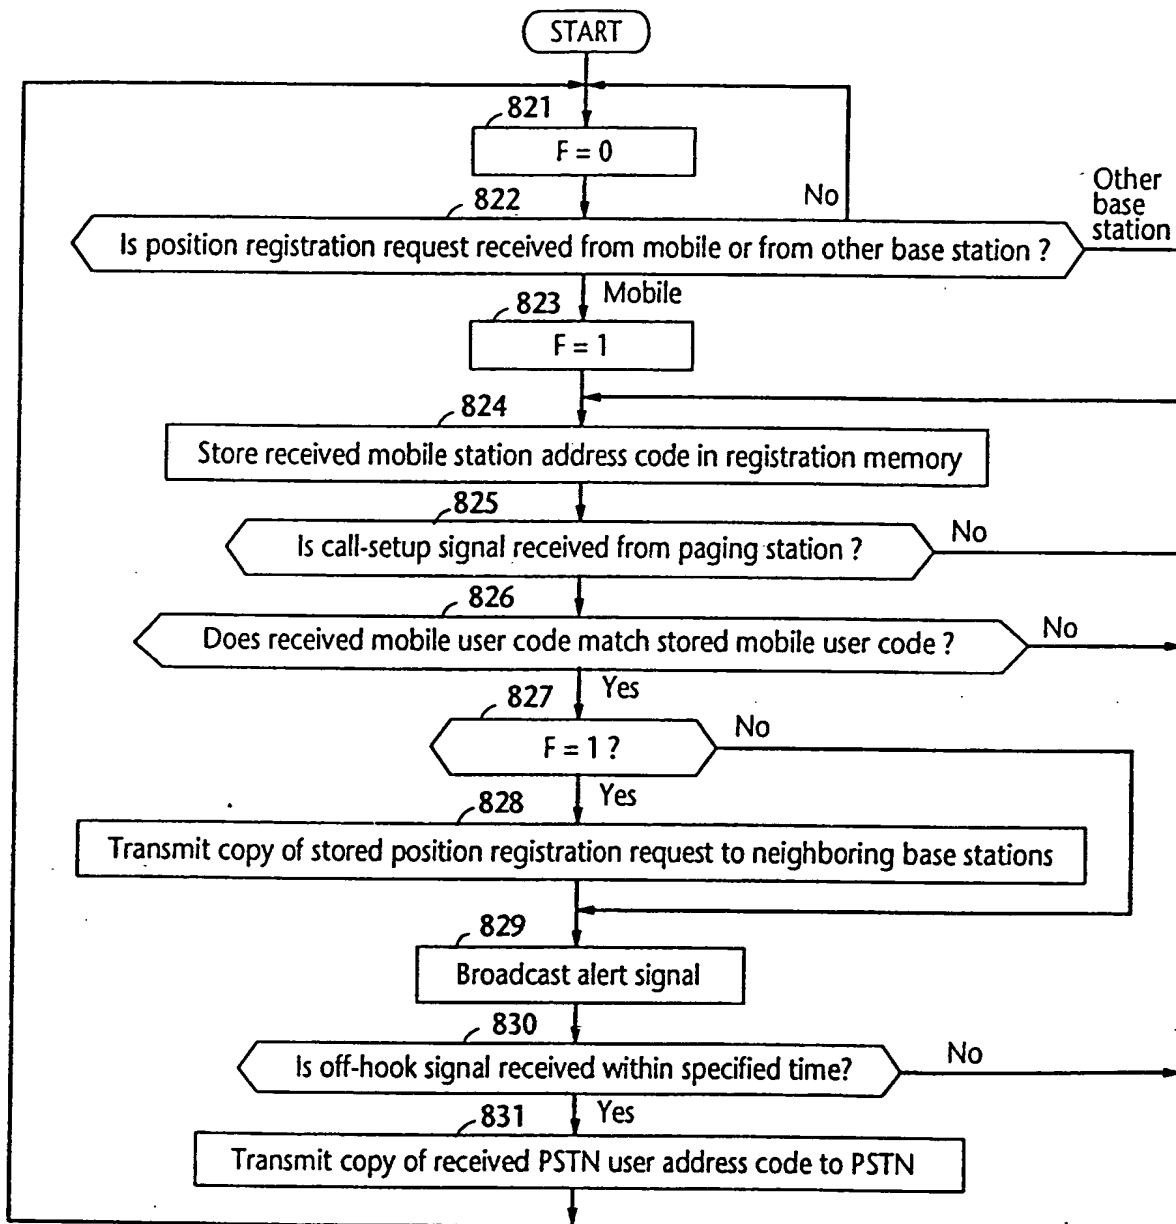 START
821
F = 0
822
No
Other
base
station
Is position registration request received from mobile or from other base station ?
Mobile
823
F = 1
824
Store received mobile station address code in registration memory
825
Is call-setup signal received from paging station ?
No
826
Does received mobile user code match stored mobile user code ?
No
Yes
827
F = 1 ?
No
Yes
828
Transmit copy of stored position registration request to neighboring base stations
829
Broadcast alert signal
830
Is off-hook signal received within specified time?
No
Yes
831
Transmit copy of received PSTN user address code to PSTN